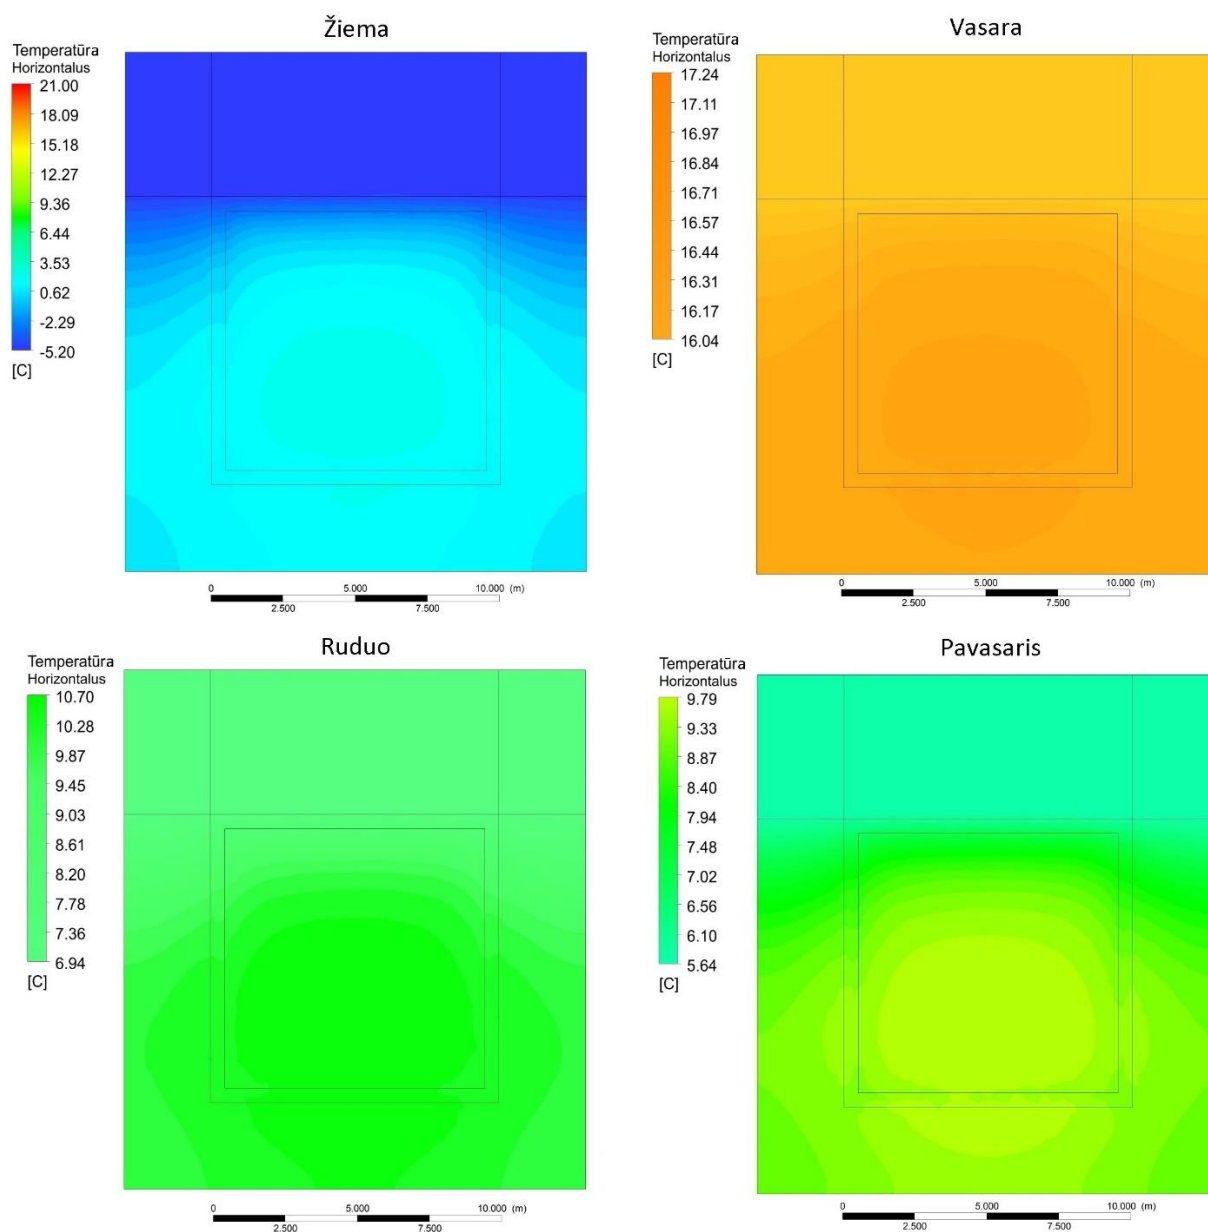 Žiema
Temperatūra
Horizontalus
21.00
18.09
15.18
12.27
9.36
6.44
3.53
0.62
-2.29
-5.20
[C]
0 5.000 10.000 (m)
2.500 7.500
Vasara
Temperatūra
Horizontalus
17.24
17.11
16.97
16.84
16.71
16.57
16.44
16.31
16.17
16.04
[C]
0 5.000 10.000 (m)
2.500 7.500
Ruduo
Temperatūra
Horizontalus
10.70
10.28
9.87
9.45
9.03
8.61
8.20
7.78
7.36
6.94
[C]
0 5.000 10.000 (m)
2.500 7.500
Pavasaris
Temperatūra
Horizontalus
9.79
9.33
8.87
8.40
7.94
7.48
7.02
6.56
6.10
5.64
[C]
0 5.000 10.000 (m)
2.500 7.500